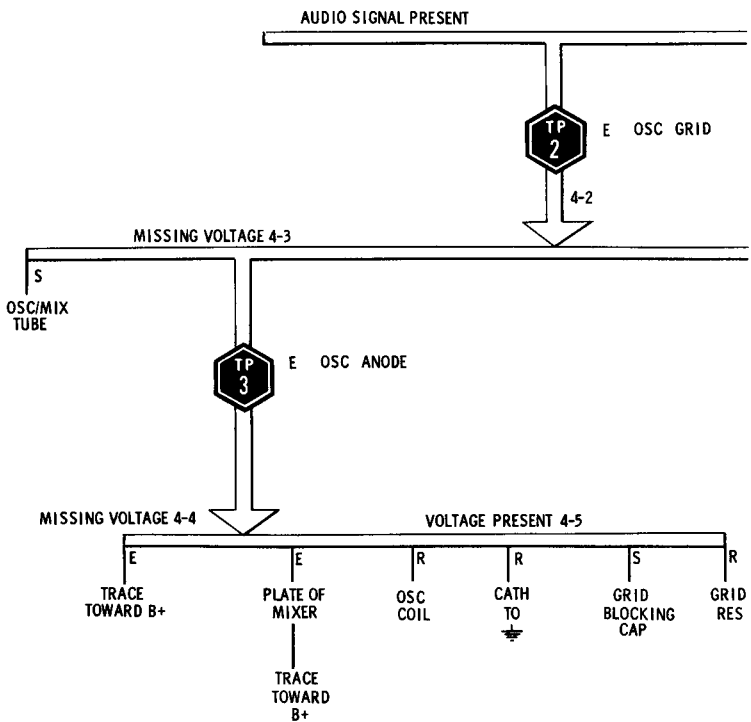 AUDIO SIGNAL PRESENT
TP
2
E OSC GRID
4-2
MISSING VOLTAGE 4-3
S
OSC/MIX
TUBE
TP
3
E OSC ANODE
MISSING VOLTAGE 4-4
VOLTAGE PRESENT 4-5
E
E
R
R
S
R
TRACE
TOWARD B+
PLATE OF
MIXER
OSC
COIL
CATH
TO
GRID
BLOCKING
CAP
GRID
RES
TRACE
TOWARD
B+